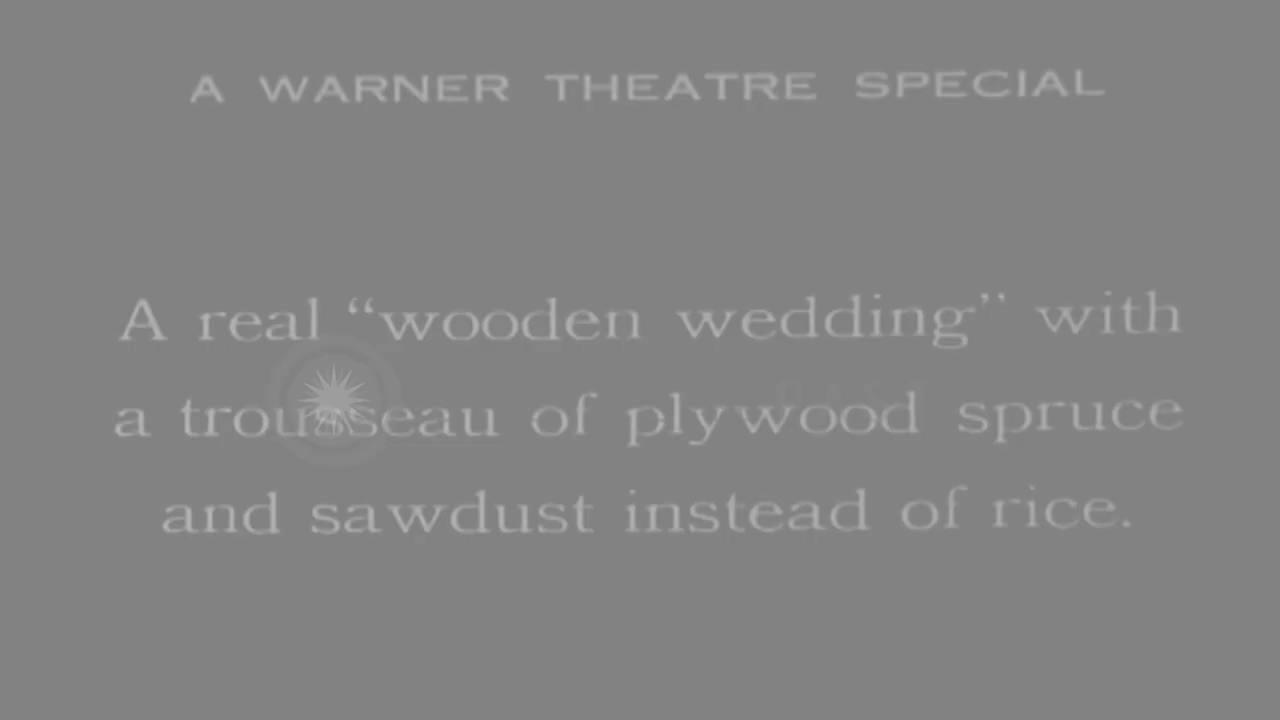 A WARNER THEATRE SPECIAL
A real “wooden wedding” with
a trousseau of plywood spruce
and sawdust instead of rice.